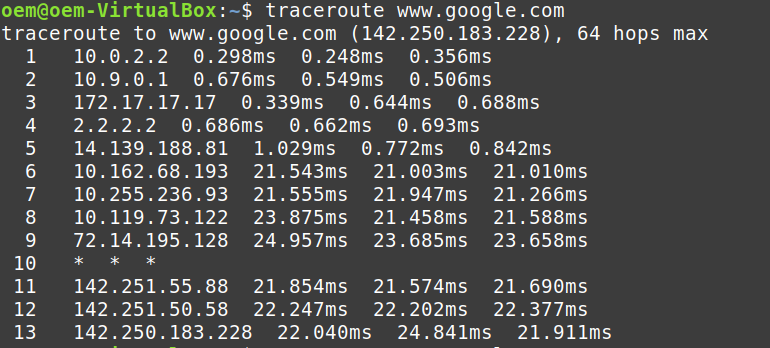 oem@oem-VirtualBox:~$ traceroute www.google.com
traceroute to www.google.com (142.250.183.228), 64 hops max
1 10.0.2.2 0.298ms 0.248ms 0.356ms
2 10.9.0.1 0.676ms 0.549ms 0.506ms
3 172.17.17.17 0.339ms 0.644ms 0.688ms
4 2.2.2.2 0.686ms 0.662ms 0.693ms
5 14.139.188.81 1.029ms 0.772ms 0.842ms
6 10.162.68.193 21.543ms 21.003ms 21.010ms
7 10.255.236.93 21.555ms 21.947ms 21.266ms
8 10.119.73.122 23.875ms 21.458ms 21.588ms
9 72.14.195.128 24.957ms 23.685ms 23.658ms
10 * * *
11 142.251.55.88 21.854ms 21.574ms 21.690ms
12 142.251.50.58 22.247ms 22.202ms 22.377ms
13 142.250.183.228 22.040ms 24.841ms 21.911ms